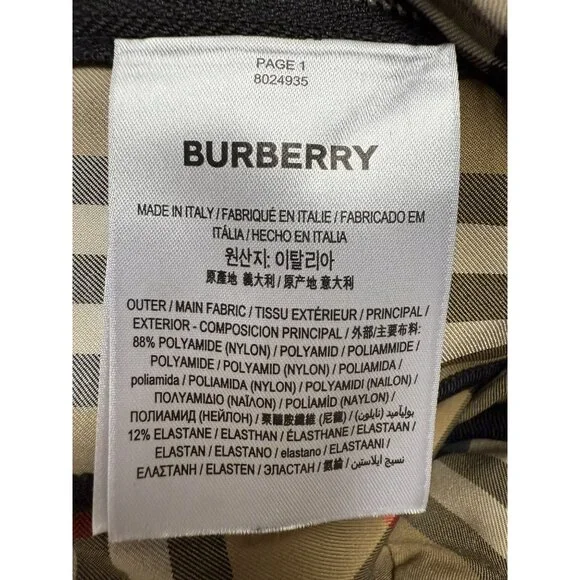 PAGE 1
8024935
BURBERRY
MADE IN ITALY / FABRIQUÉ EN ITALIE / FABRICADO EM
ITÁLIA / HECHO EN ITALIA
원산지: 이탈리아
原產地 義大利 / 原产地 意大利
OUTER / MAIN FABRIC / TISSU EXTÉRIEUR / PRINCIPAL /
EXTERIOR - COMPOSICION PRINCIPAL / 外部/主要布料:
88% POLYAMIDE (NYLON) / POLYAMID / POLIAMMIDE /
POLYAMIDE / POLYAMID (NYLON) / POLIAMIDA /
poliamida / POLIAMIDA (NYLON) / POLYAMIDI (NAILON) /
ΠΟΛΥΑΜΙΔΙΟ (ΝΑΪΛΟΝ) / POLÍAMÍÐ (NAYLON) /
ПОЛИАМИД (НЕЙЛОН) / 聚醯胺纖維 (尼龍) / بولياميد (نايلون)
12% ELASTANE / ELASTHAN / ÉLASTHANE / ELASTAAN /
ELASTAN / ELASTANO / elastano / ELASTAANI /
ΕΛΑΣΤΑΝΗ / ELASTEN / ЭЛАСТАН / 氨綸 / نسيج ايلاستين